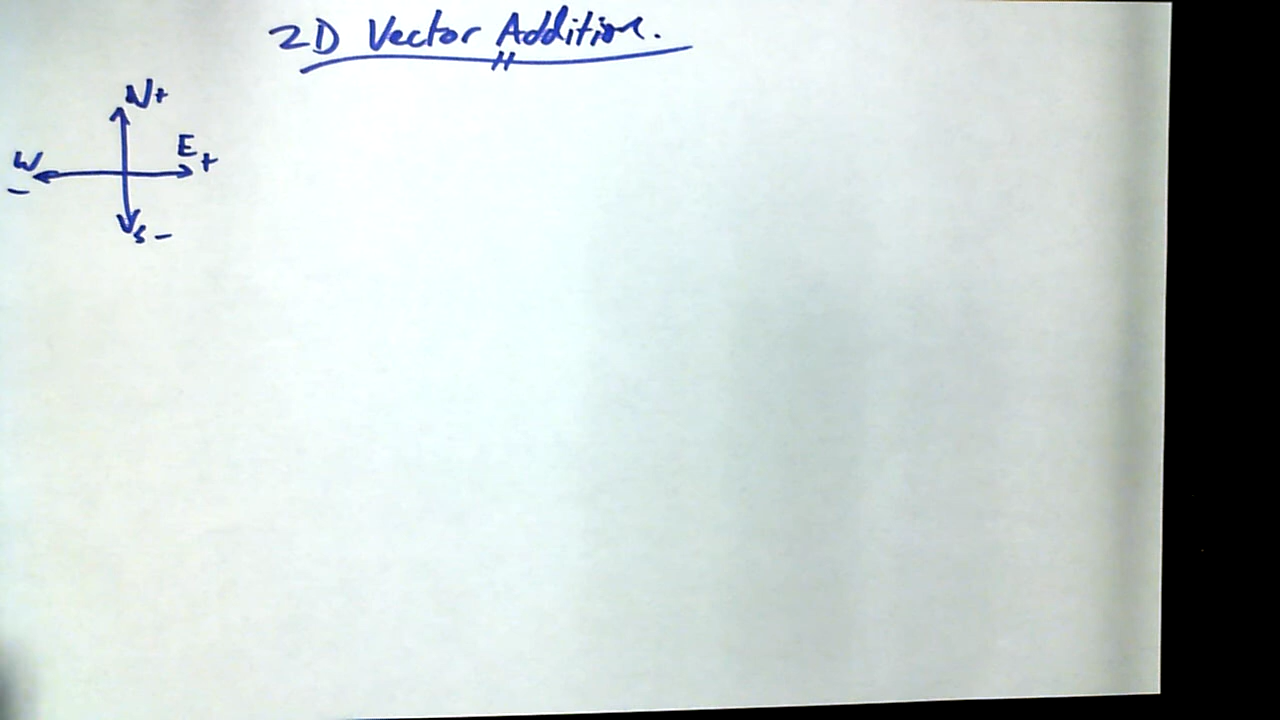 2D Vector Addition.
N+
W E +
-
S -